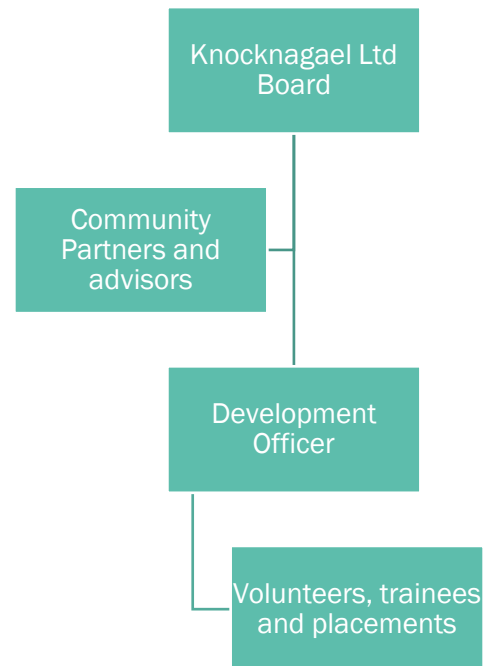 Knocknagael Ltd
Board
Community
Partners and
advisors
Development
Officer
Volunteers, trainees
and placements